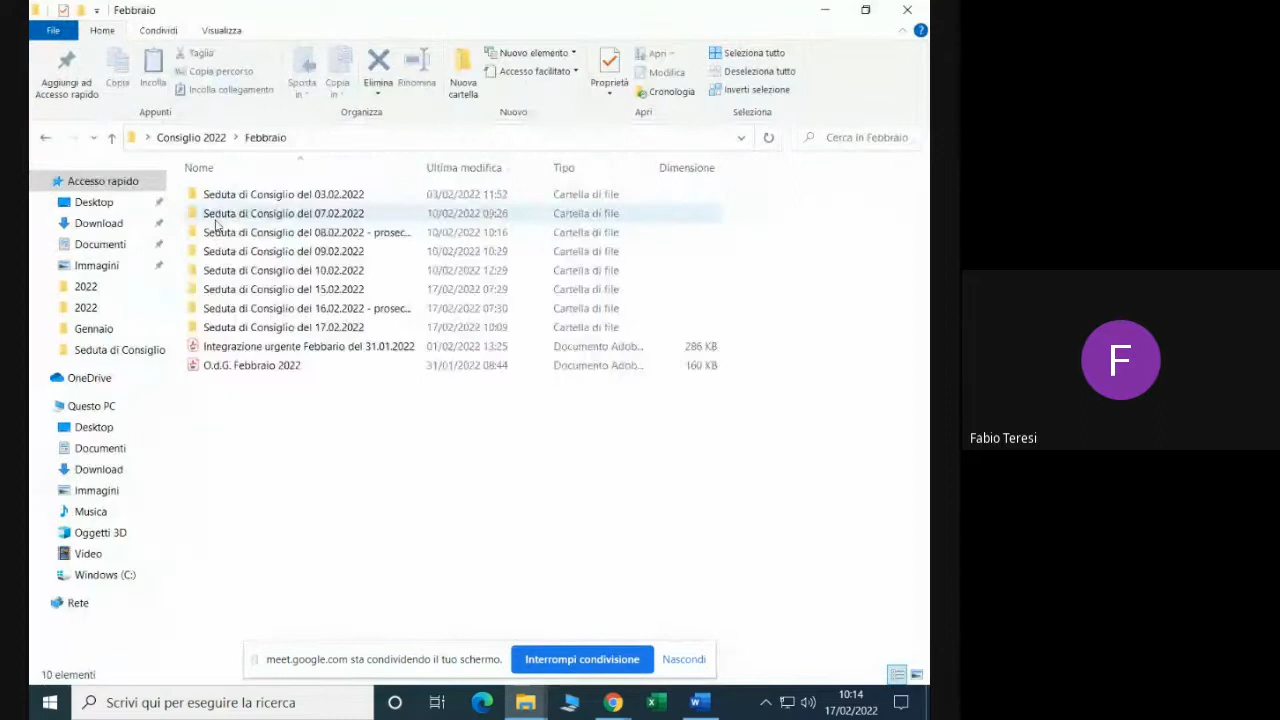 Febbraio
File Home Condividi Visualizza
Aggiungi ad Accesso rapido
Copia
Incolla
Taglia
Copia percorso
Incolla collegamento
Appunti
Sposta in
Copia in
Elimina
Rinomina
Organizza
Nuova cartella
Nuovo elemento
Accesso facilitato
Nuovo
Proprietà
Apri
Modifica
Cronologia
Apri
Seleziona tutto
Deseleziona tutto
Inverti selezione
Seleziona
Consiglio 2022 > Febbraio
Cerca in Febbraio
Accesso rapido
Desktop
Download
Documenti
Immagini
2022
2022
Gennaio
Seduta di Consiglio
OneDrive
Questo PC
Desktop
Documenti
Download
Immagini
Musica
Oggetti 3D
Video
Windows (C:)
Rete
Nome Ultima modifica Tipo Dimensione
Seduta di Consiglio del 03.02.2022 03/02/2022 11:52 Cartella di file
Seduta di Consiglio del 07.02.2022 10/02/2022 09:26 Cartella di file
Seduta di Consiglio del 08.02.2022 - prosec... 10/02/2022 10:16 Cartella di file
Seduta di Consiglio del 09.02.2022 10/02/2022 10:29 Cartella di file
Seduta di Consiglio del 10.02.2022 10/02/2022 12:29 Cartella di file
Seduta di Consiglio del 15.02.2022 17/02/2022 07:29 Cartella di file
Seduta di Consiglio del 16.02.2022 - prosec... 17/02/2022 07:30 Cartella di file
Seduta di Consiglio del 17.02.2022 17/02/2022 10:09 Cartella di file
Integrazione urgente Febbario del 31.01.2022 01/02/2022 13:25 Documento Adob... 286 KB
O.d.G. Febbraio 2022 31/01/2022 08:44 Documento Adob... 160 KB
F
Fabio Teresi
meet.google.com sta condividendo il tuo schermo. Interrompi condivisione Nascondi
10 elementi
Scrivi qui per eseguire la ricerca
10:14
17/02/2022